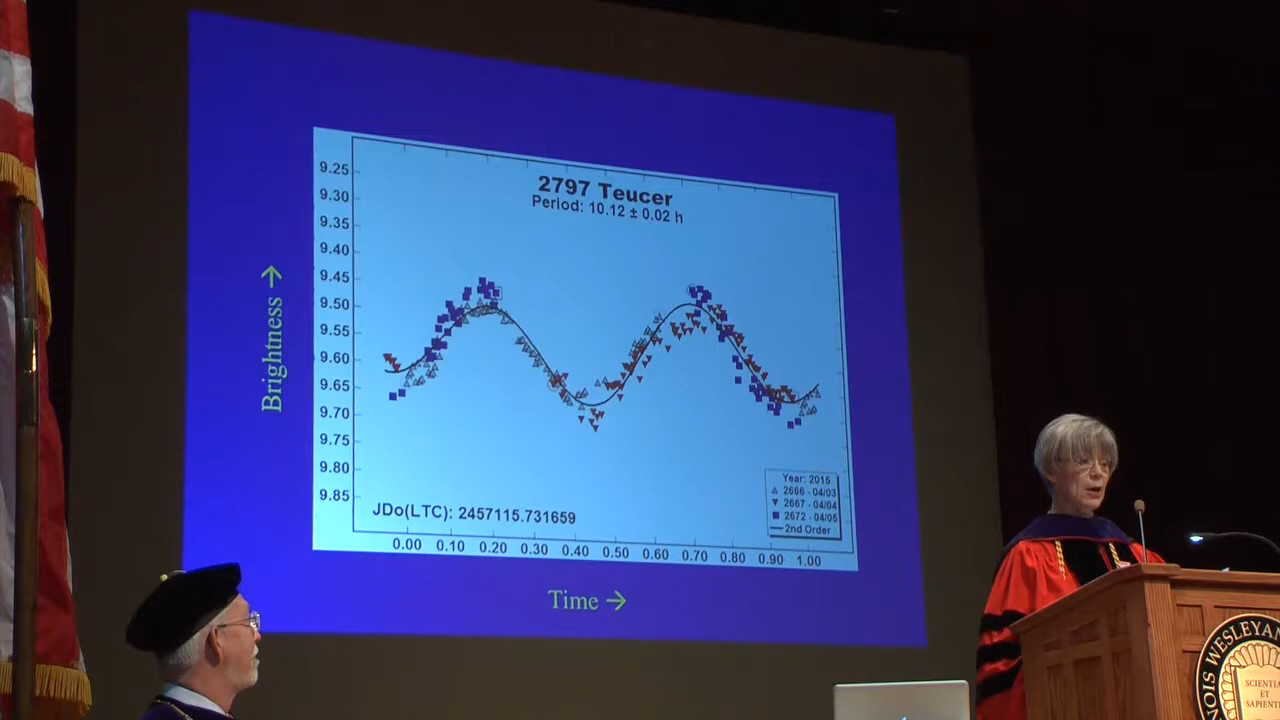 2797 Teucer
Period: 10.12 ± 0.02 h
9.25
9.30
9.35
9.40
9.45
9.50
9.55
9.60
9.65
9.70
9.75
9.80
9.85
Brightness →
Year: 2015
2666 - 04/03
2667 - 04/04
2672 - 04/05
2nd Order
JDo(LTC): 2457115.731659
0.00 0.10 0.20 0.30 0.40 0.50 0.60 0.70 0.80 0.90 1.00
Time →
NOIS WESLEYAN
SCIENTIA
ET
SAPIENT